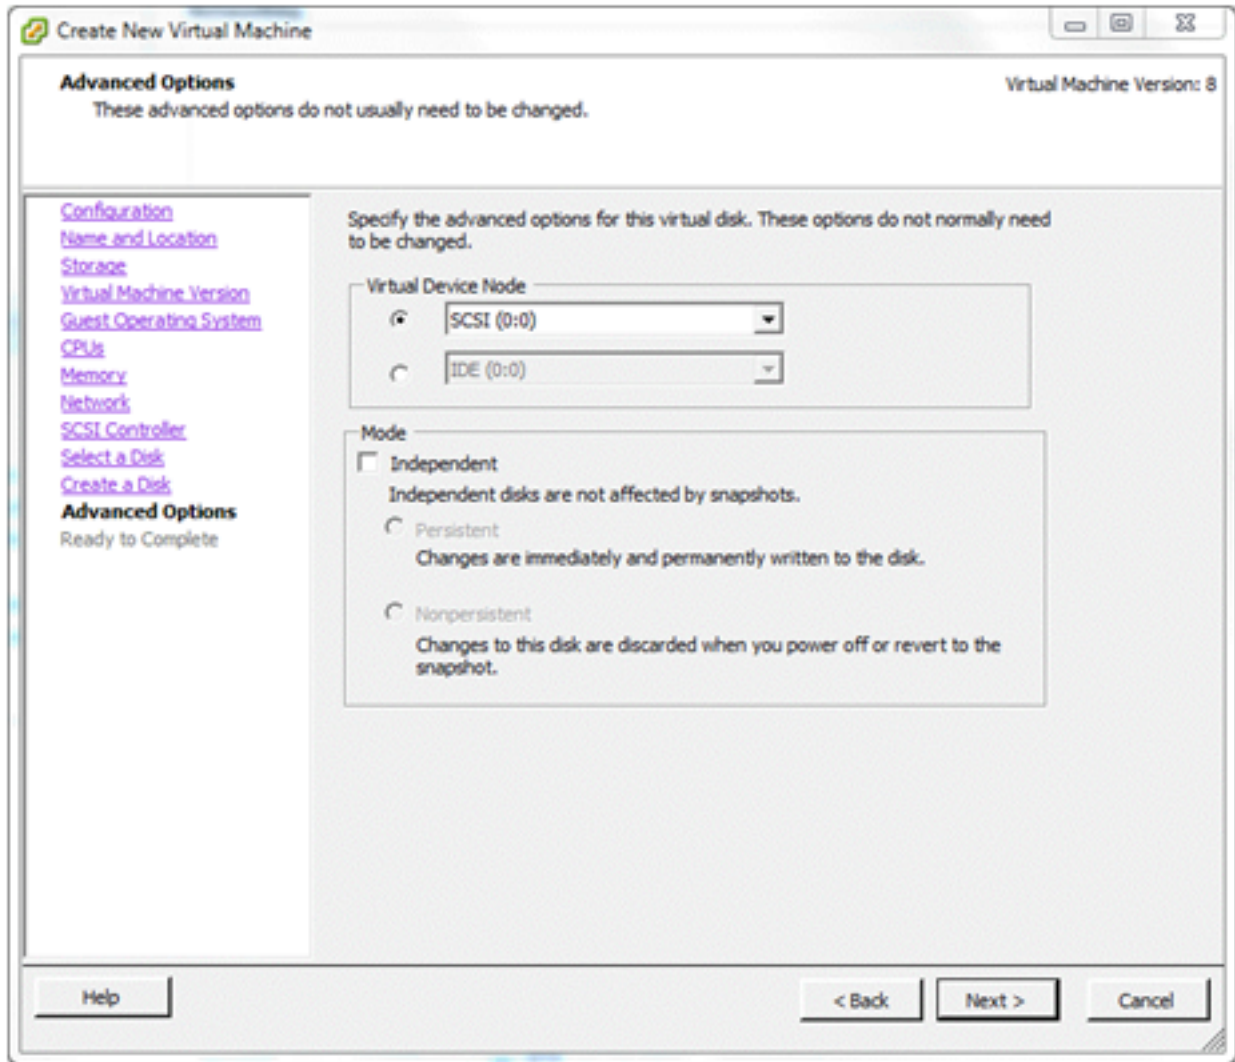 Create New Virtual Machine
Advanced Options
Virtual Machine Version: 8
These advanced options do not usually need to be changed.
Configuration
Name and Location
Storage
Virtual Machine Version
Guest Operating System
CPUs
Memory
Network
SCSI Controller
Select a Disk
Create a Disk
Advanced Options
Ready to Complete
Specify the advanced options for this virtual disk. These options do not normally need
to be changed.
Virtual Device Node
SCSI (0:0)
IDE (0:0)
Mode
Independent
Independent disks are not affected by snapshots.
Persistent
Changes are immediately and permanently written to the disk.
Nonpersistent
Changes to this disk are discarded when you power off or revert to the
snapshot.
Help
< Back
Next >
Cancel